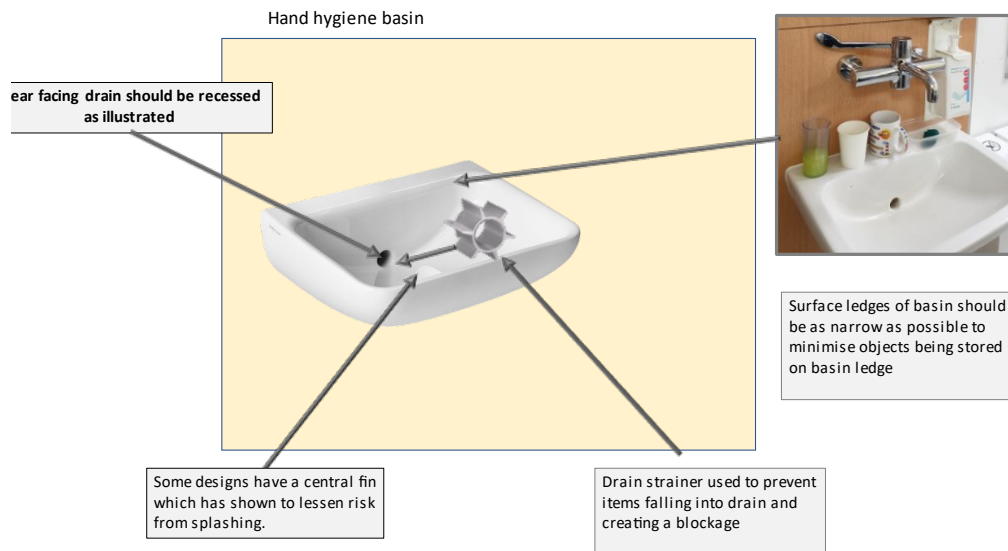 Hand hygiene basin
ear facing drain should be recessed
as illustrated
Surface ledges of basin should
be as narrow as possible to
minimise objects being stored
on basin ledge
Some designs have a central fin
which has shown to lessen risk
from splashing.
Drain strainer used to prevent
items falling into drain and
creating a blockage